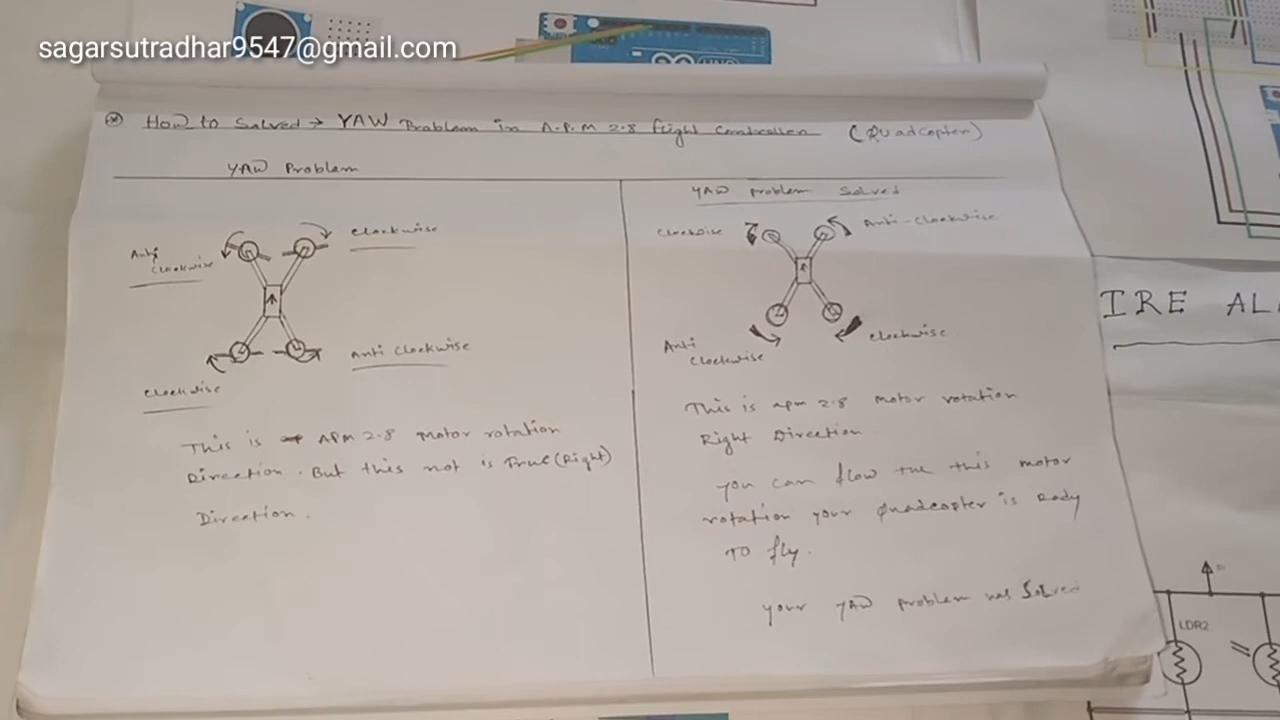 sagarsutradhar9547@gmail.com
UNO
How to Solved → YAW Problem in A.P.M 2.8 flight Controller (Quadcopter)
YAW Problem
Anti
Clockwise
Clockwise
Clockwise
Anti Clockwise
This is APM 2.8 Motor rotation
Direction. But this not is True (Right)
Direction.
YAW problem Solved
Clockwise
Anti-Clockwise
Anti
Clockwise
Clockwise
This is apm 2.8 motor rotation
Right Direction
you can flow the this motor
rotation your Quadcopter is Rady
TO fly.
your YAW problem has Solved
IRE AL
LDR2